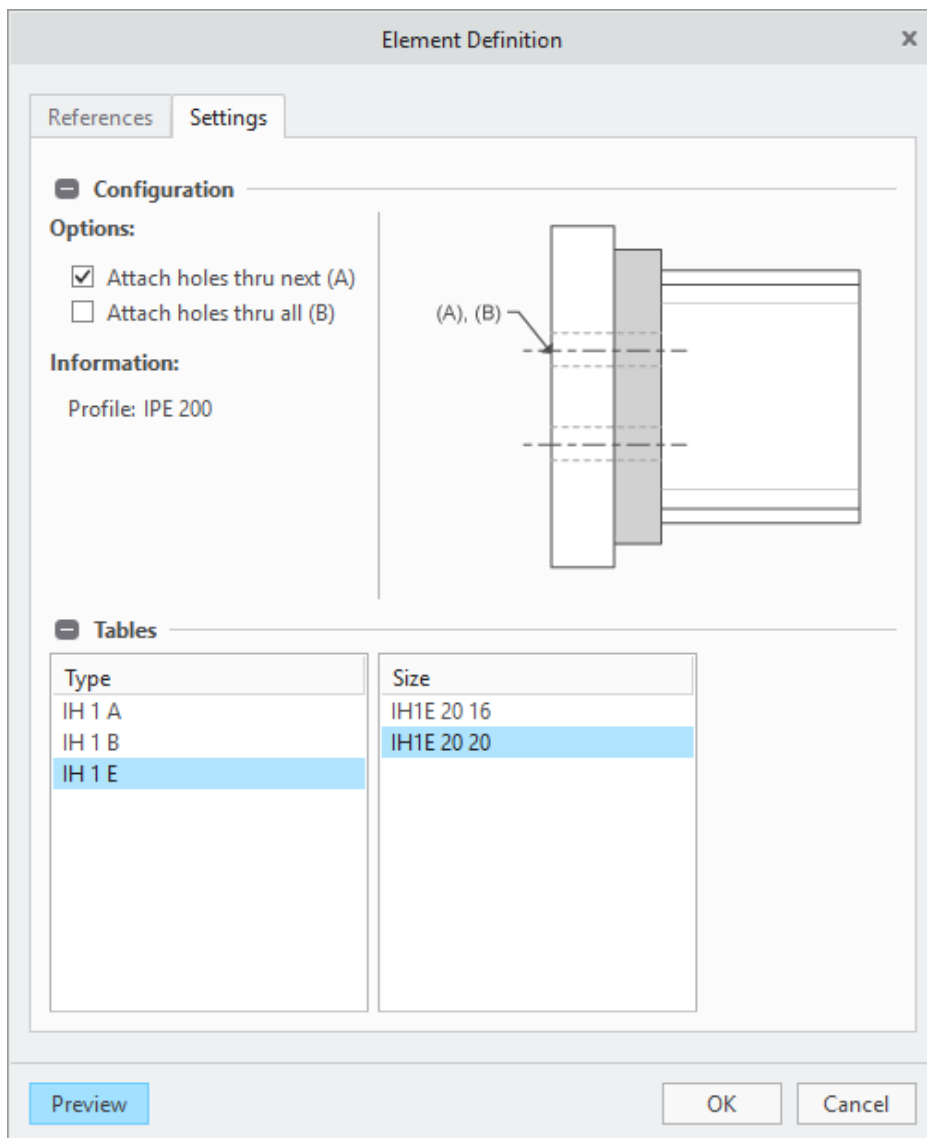 Element Definition
References Settings
Configuration
Options:
Attach holes thru next (A)
Attach holes thru all (B)
Information:
Profile: IPE 200
(A), (B)
Tables
Type
IH 1 A
IH 1 B
IH 1 E
Size
IH1E 20 16
IH1E 20 20
Preview OK Cancel